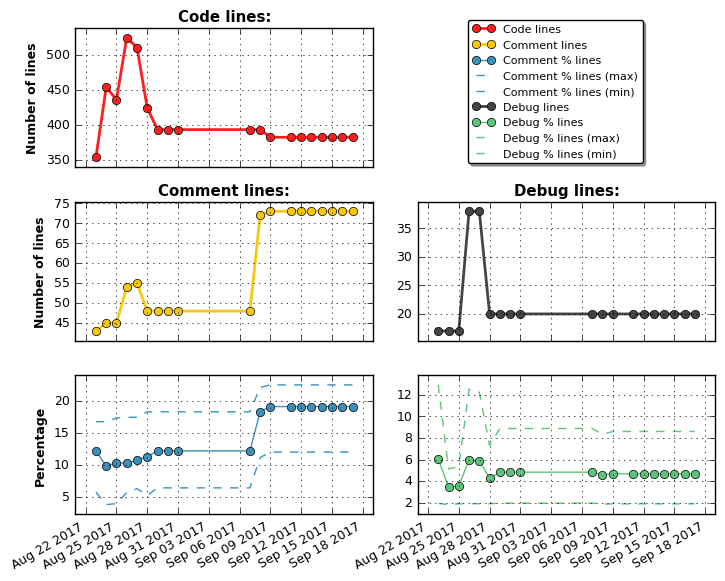 Code lines:
Number of lines
500
450
400
350
Code lines
Comment lines
Comment % lines
Comment % lines (max)
Comment % lines (min)
Debug lines
Debug % lines
Debug % lines (max)
Debug % lines (min)
Comment lines:
Number of lines
75
70
65
60
55
50
45
Debug lines:
35
30
25
20
Percentage
20
15
10
5
Aug 22 2017
Aug 25 2017
Aug 28 2017
Aug 31 2017
Sep 03 2017
Sep 06 2017
Sep 09 2017
Sep 12 2017
Sep 15 2017
Sep 18 2017
12
10
8
6
4
2
Aug 22 2017
Aug 25 2017
Aug 28 2017
Aug 31 2017
Sep 03 2017
Sep 06 2017
Sep 09 2017
Sep 12 2017
Sep 15 2017
Sep 18 2017